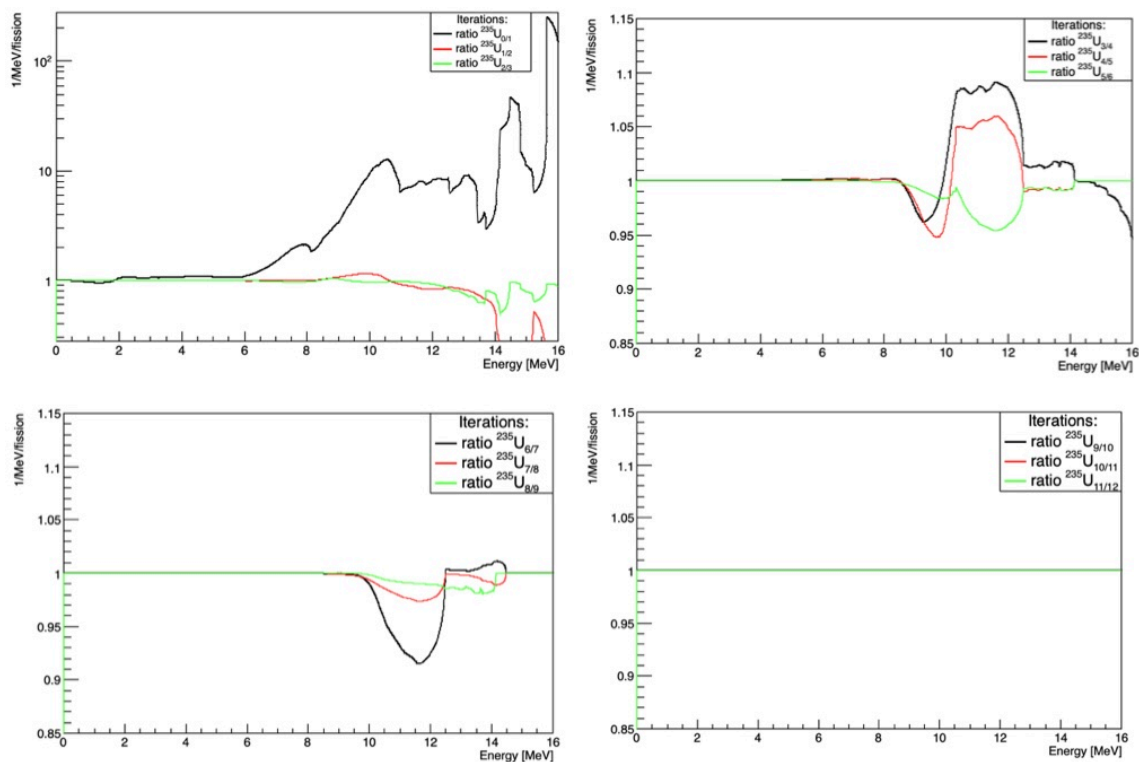 1/MeV/fission
10²
10
1
0 2 4 6 8 10 12 14 16
Energy [MeV]
Iterations:
ratio ²³⁵U₀/₁
ratio ²³⁵U₁/₂
ratio ²³⁵U₂/₃
1/MeV/fission
1.15
1.1
1.05
1
0.95
0.9
0.85
0 2 4 6 8 10 12 14 16
Energy [MeV]
Iterations:
ratio ²³⁵U₃/₄
ratio ²³⁵U₄/₅
ratio ²³⁵U₅/₆
1/MeV/fission
1.15
1.1
1.05
1
0.95
0.9
0.85
0 2 4 6 8 10 12 14 16
Energy [MeV]
Iterations:
ratio ²³⁵U₆/₇
ratio ²³⁵U₇/₈
ratio ²³⁵U₈/₉
1/MeV/fission
1.15
1.1
1.05
1
0.95
0.9
0.85
0 2 4 6 8 10 12 14 16
Energy [MeV]
Iterations:
ratio ²³⁵U₉/₁₀
ratio ²³⁵U₁₀/₁₁
ratio ²³⁵U₁₁/₁₂